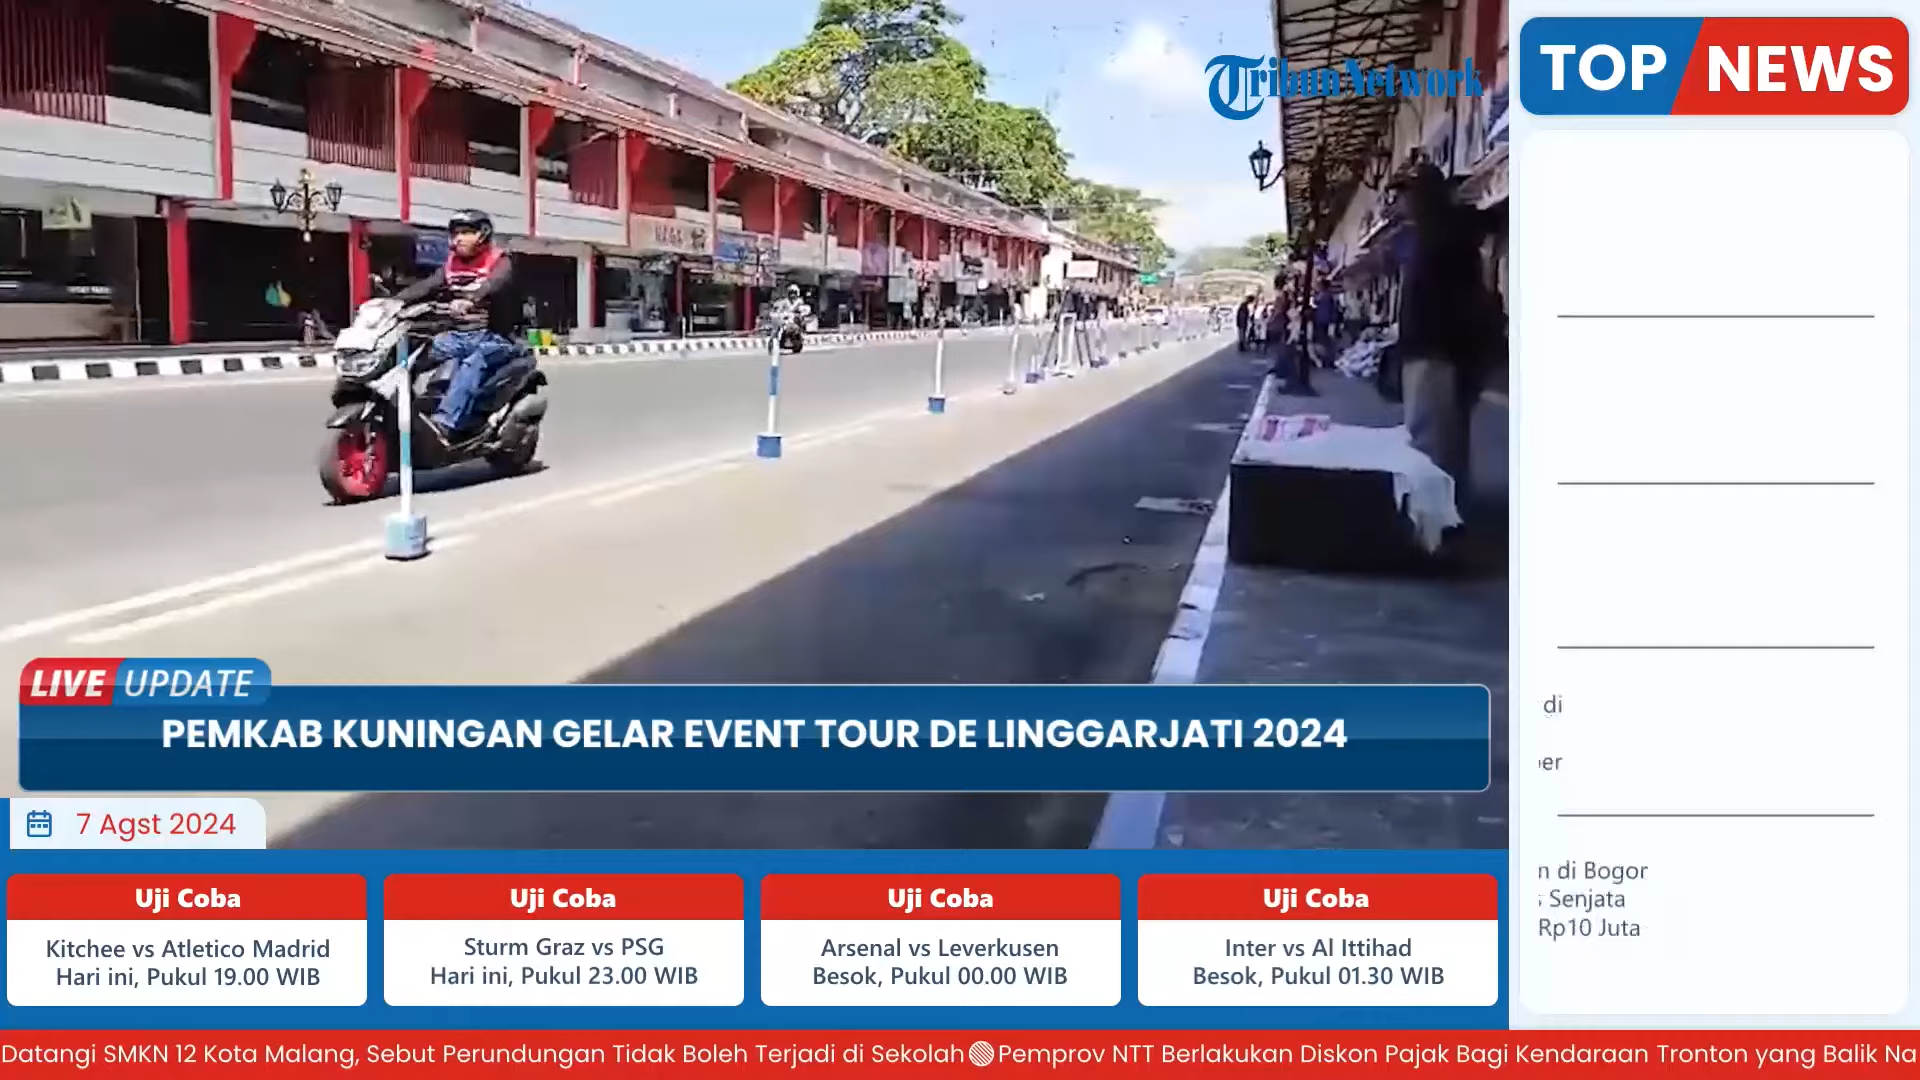 Tribun Network
TOP NEWS
LIVE UPDATE
PEMKAB KUNINGAN GELAR EVENT TOUR DE LINGGARJATI 2024
7 Agst 2024
di
er
n di Bogor
Senjata
Rp10 Juta
Uji Coba
Kitchee vs Atletico Madrid
Hari ini, Pukul 19.00 WIB
Uji Coba
Sturm Graz vs PSG
Hari ini, Pukul 23.00 WIB
Uji Coba
Arsenal vs Leverkusen
Besok, Pukul 00.00 WIB
Uji Coba
Inter vs Al Ittihad
Besok, Pukul 01.30 WIB
Datangi SMKN 12 Kota Malang, Sebut Perundungan Tidak Boleh Terjadi di Sekolah Pemprov NTT Berlakukan Diskon Pajak Bagi Kendaraan Tronton yang Balik Na